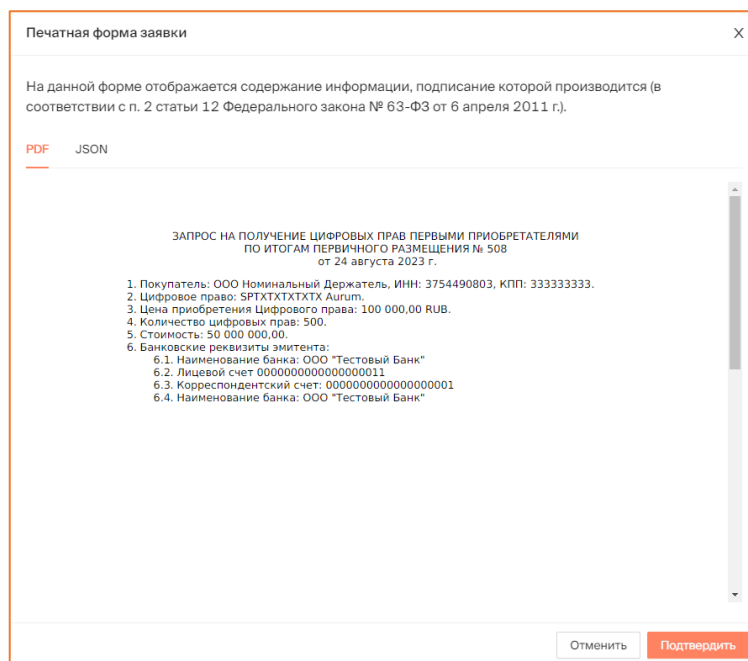 Печатная форма заявки
X
На данной форме отображается содержание информации, подписание которой производится (в
соответствии с п. 2 статьи 12 Федерального закона № 63-ФЗ от 6 апреля 2011 г.).
PDF JSON
ЗАПРОС НА ПОЛУЧЕНИЕ ЦИФРОВЫХ ПРАВ ПЕРВЫМИ ПРИОБРЕТАТЕЛЯМИ
ПО ИТОГАМ ПЕРВИЧНОГО РАЗМЕЩЕНИЯ № 508
от 24 августа 2023 г.
1. Покупатель: ООО Номинальный Держатель, ИНН: 3754490803, КПП: 333333333.
2. Цифровое право: SPTXTXTXTXTX Aurum.
3. Цена приобретения Цифрового права: 100 000,00 RUB.
4. Количество цифровых прав: 500.
5. Стоимость: 50 000 000,00.
6. Банковские реквизиты эмитента:
6.1. Наименование банка: ООО "Тестовый Банк"
6.2. Лицевой счет 00000000000000000011
6.3. Корреспондентский счет: 00000000000000000001
6.4. Наименование банка: ООО "Тестовый Банк"
Отменить Подтвердить